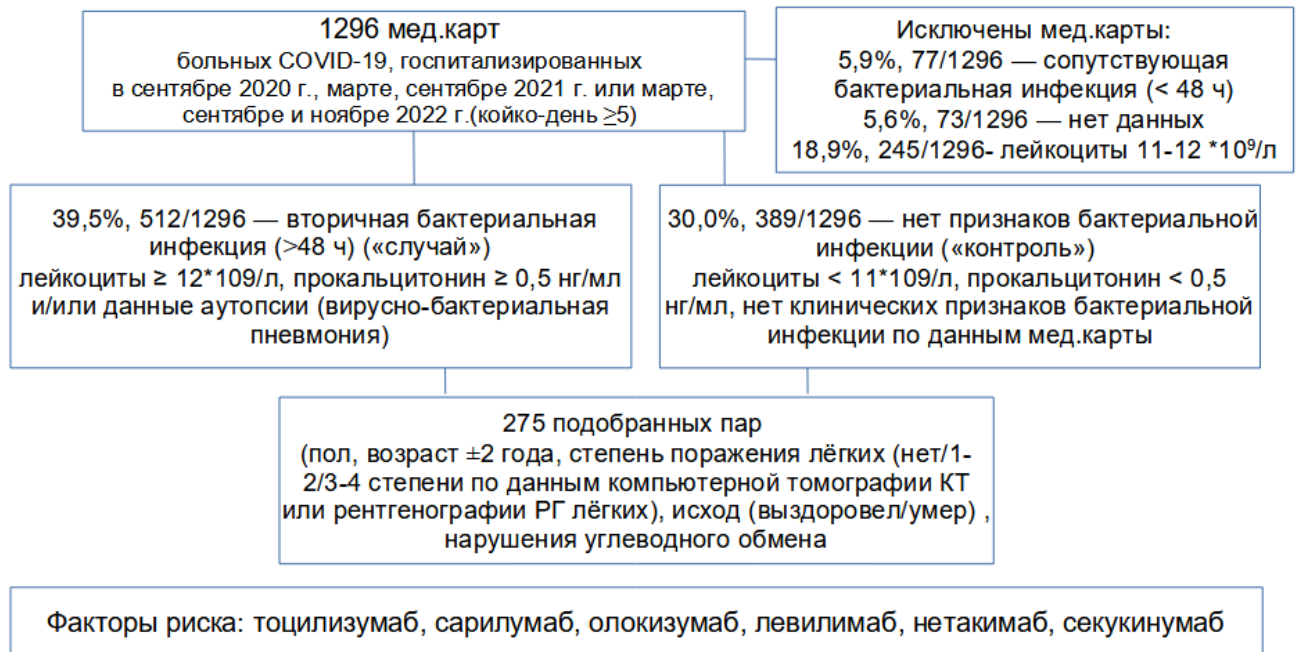 1296 мед.карт
больных COVID-19, госпитализированных
в сентябре 2020 г., марте, сентябре 2021 г. или марте,
сентябре и ноябре 2022 г.(койко-день ≥5)
Исключены мед.карты:
5,9%, 77/1296 — сопутствующая
бактериальная инфекция (< 48 ч)
5,6%, 73/1296 — нет данных
18,9%, 245/1296- лейкоциты 11-12 *10⁹/л
39,5%, 512/1296 — вторичная бактериальная
инфекция (>48 ч) («случай»)
лейкоциты ≥ 12*109/л, прокальцитонин ≥ 0,5 нг/мл
и/или данные аутопсии (вирусно-бактериальная
пневмония)
30,0%, 389/1296 — нет признаков бактериальной
инфекции («контроль»)
лейкоциты < 11*109/л, прокальцитонин < 0,5
нг/мл, нет клинических признаков бактериальной
инфекции по данным мед.карты
275 подобранных пар
(пол, возраст ±2 года, степень поражения лёгких (нет/1-
2/3-4 степени по данным компьютерной томографии КТ
или рентгенографии РГ лёгких), исход (выздоровел/умер) ,
нарушения углеводного обмена
Факторы риска: тоцилизумаб, сарилумаб, олокизумаб, левилимаб, нетакимаб, секукинумаб